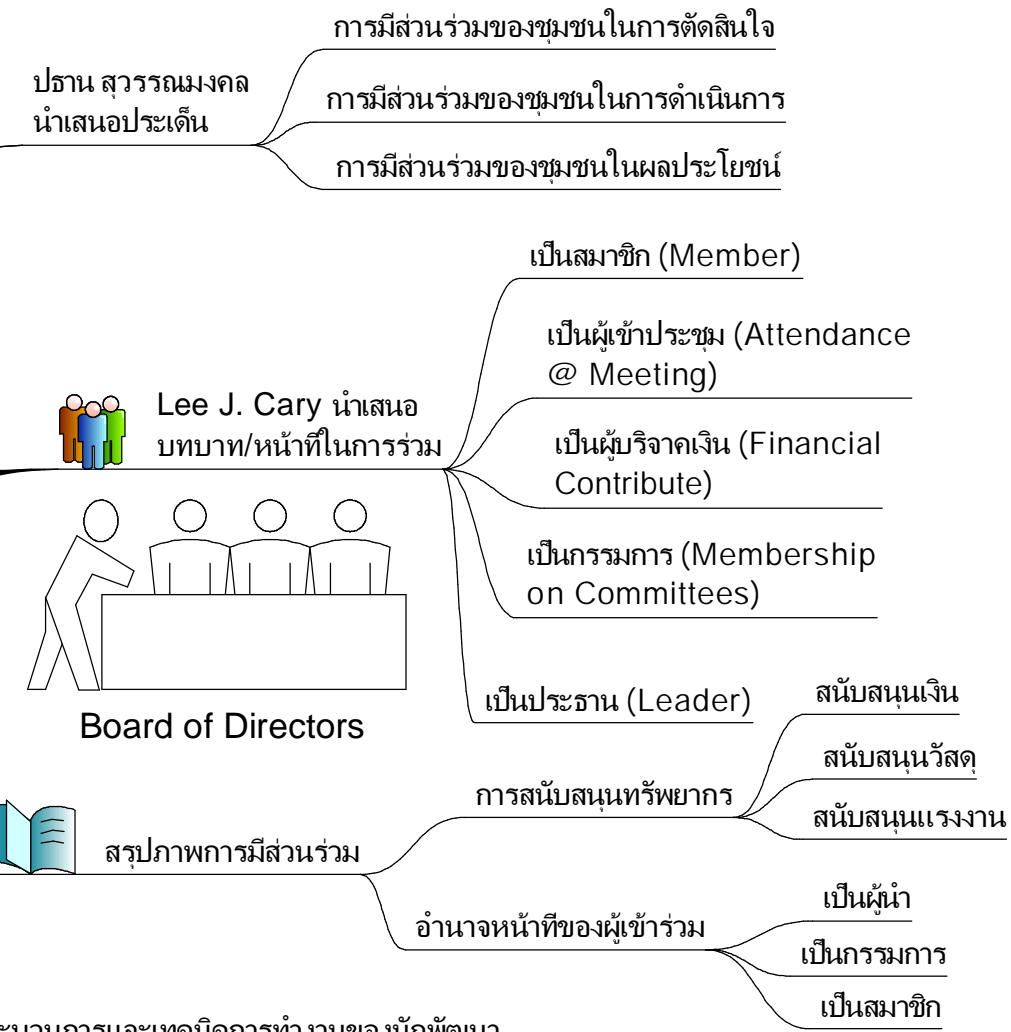 การมีส่วนร่วมของชุมชนในการตัดสินใจ
ปธาน สุวรรณมงคล
นำเสนอประเด็น
การมีส่วนร่วมของชุมชนในการดำเนินการ
การมีส่วนร่วมของชุมชนในผลประโยชน์
เป็นสมาชิก (Member)
เป็นผู้เข้าประชุม (Attendance
@ Meeting)
Lee J. Cary นำเสนอ
บทบาท/หน้าที่ในการร่วม
เป็นผู้บริจาคเงิน (Financial
Contribute)
เป็นกรรมการ (Membership
on Committees)
เป็นประธาน (Leader)
Board of Directors
สรุปภาพการมีส่วนร่วม
การสนับสนุนทรัพยากร
สนับสนุนเงิน
สนับสนุนวัสดุ
สนับสนุนแรงงาน
อำนาจหน้าที่ของผู้เข้าร่วม
เป็นผู้นำ
เป็นกรรมการ
เป็นสมาชิก